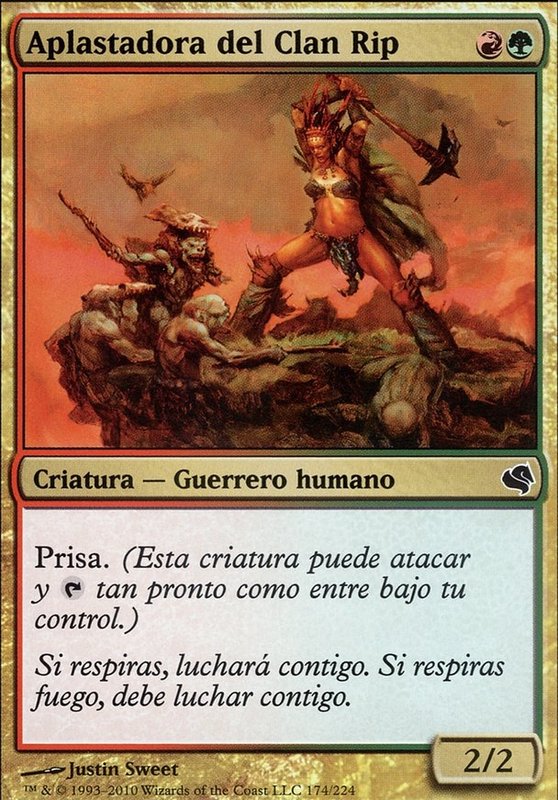 Aplastadora del Clan Rip
Criatura — Guerrero humano
Prisa. (Esta criatura puede atacar
y tan pronto como entre bajo tu
control.)
Si respiras, luchará contigo. Si respiras
fuego, debe luchar contigo.
2/2
Justin Sweet
™ & © 1993–2010 Wizards of the Coast LLC 174/224